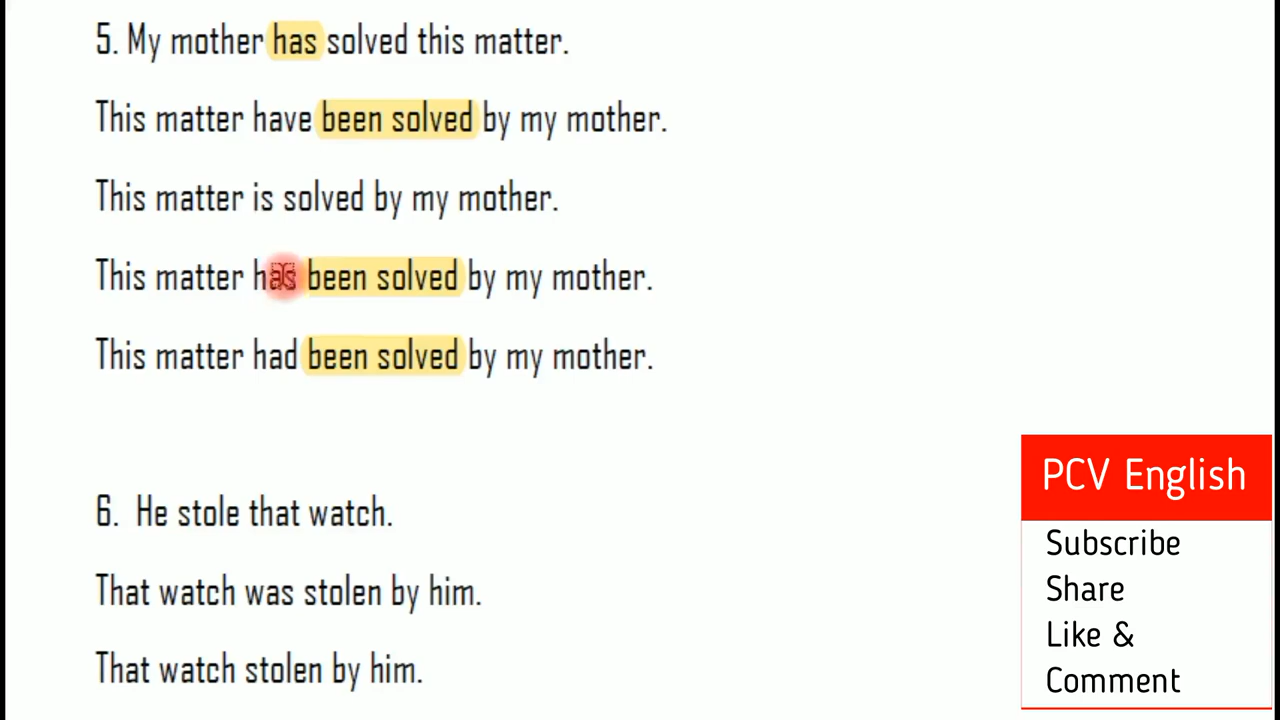 5. My mother has solved this matter.
This matter have been solved by my mother.
This matter is solved by my mother.
This matter has been solved by my mother.
This matter had been solved by my mother.
6. He stole that watch.
That watch was stolen by him.
That watch stolen by him.
PCV English
Subscribe
Share
Like &
Comment